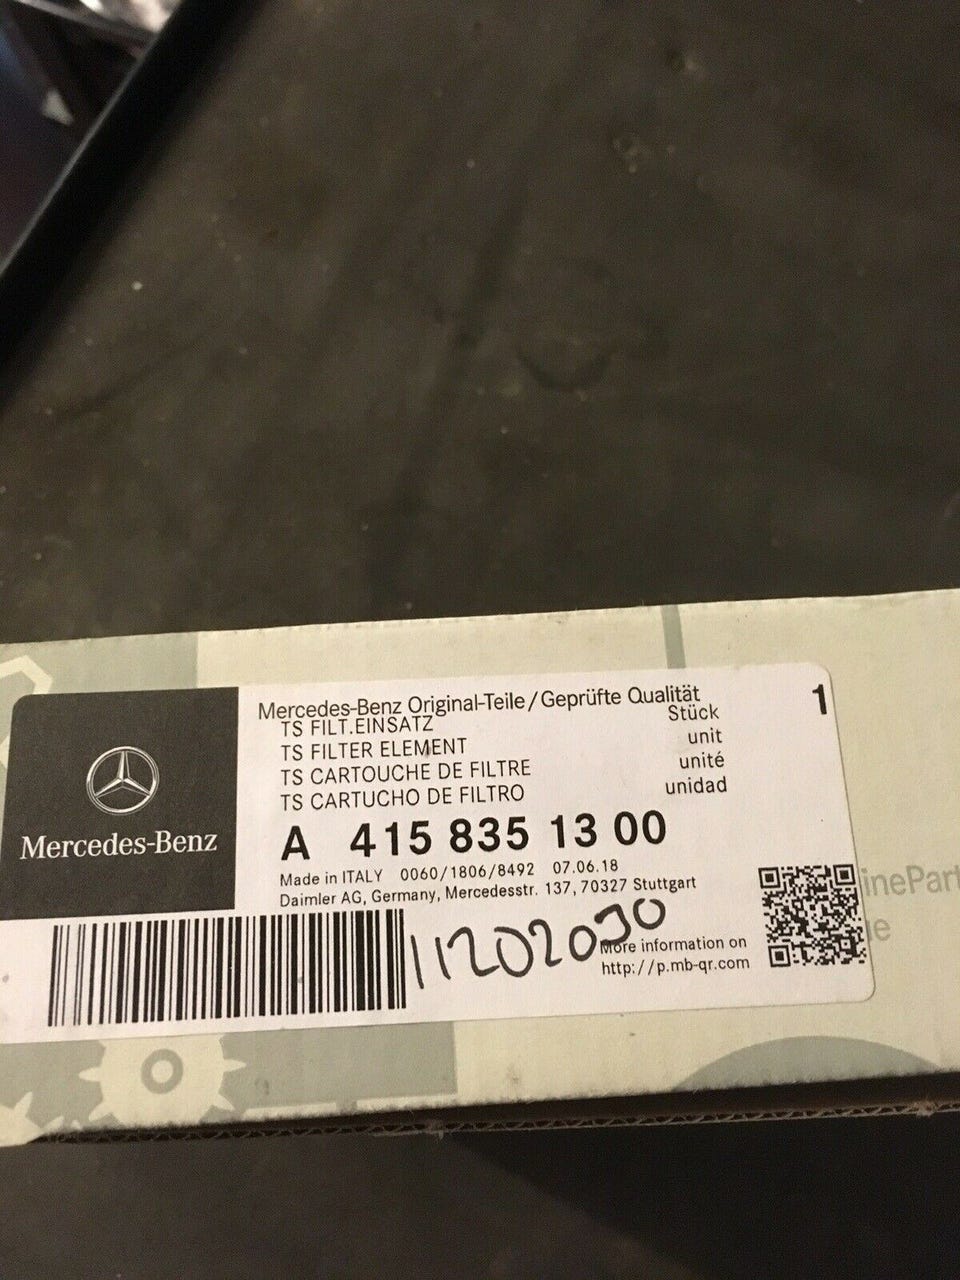 Mercedes-Benz Original-Teile/Geprüfte Qualität
1
TS FILT.EINSATZ
Stück
TS FILTER ELEMENT
unit
TS CARTOUCHE DE FILTRE
unité
TS CARTUCHO DE FILTRO
unidad
Mercedes-Benz
A 415 835 13 00
Made in ITALY 0060/1806/8492 07.06.18
Daimler AG, Germany, Mercedesstr. 137, 70327 Stuttgart
11202030
More information on
http://p.mb-qr.com
inePart